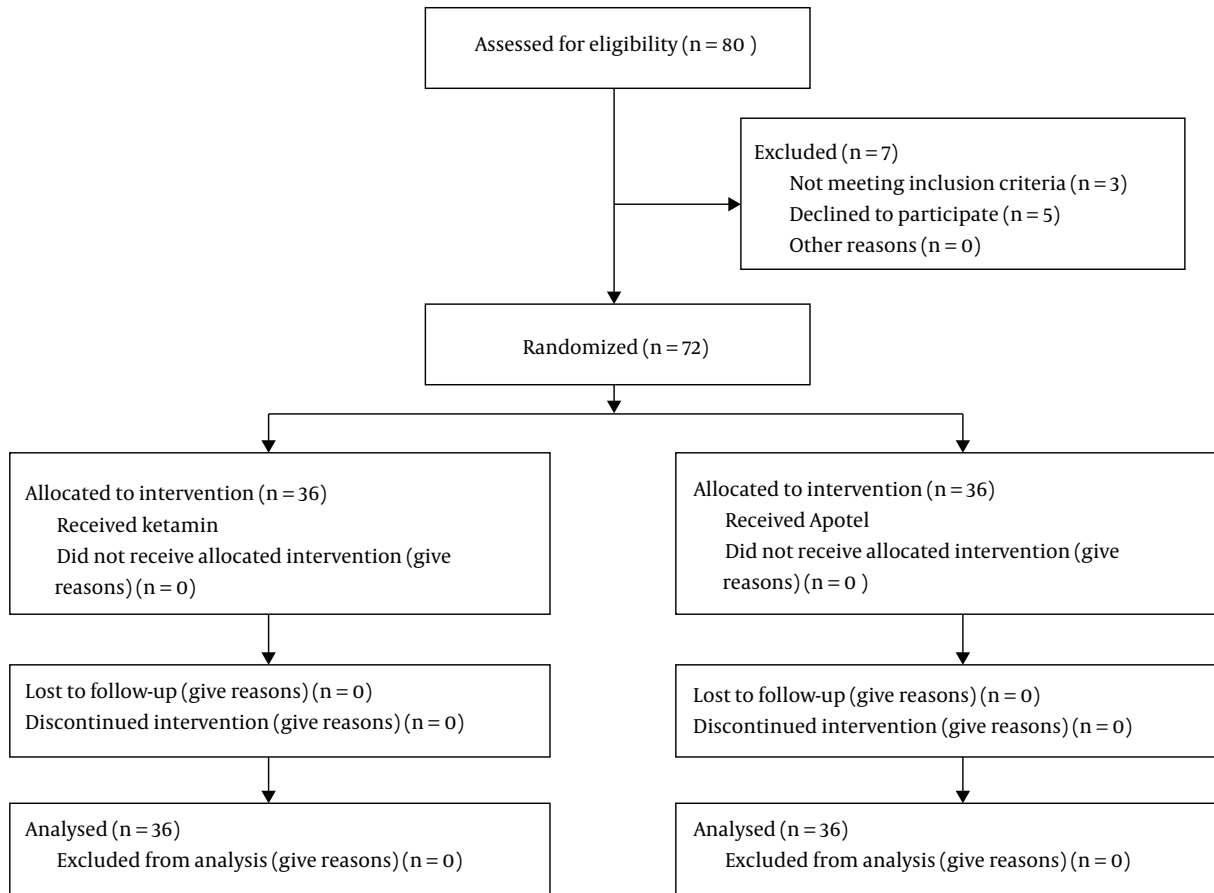 Assessed for eligibility (n = 80 )
Excluded (n = 7)
Not meeting inclusion criteria (n = 3)
Declined to participate (n = 5)
Other reasons (n = 0)
Randomized (n = 72)
Allocated to intervention (n = 36)
Received ketamin
Did not receive allocated intervention (give
reasons) (n = 0)
Allocated to intervention (n = 36)
Received Apotel
Did not receive allocated intervention (give
reasons) (n = 0 )
Lost to follow-up (give reasons) (n = 0)
Discontinued intervention (give reasons) (n = 0)
Lost to follow-up (give reasons) (n = 0)
Discontinued intervention (give reasons) (n = 0)
Analysed (n = 36)
Excluded from analysis (give reasons) (n = 0)
Analysed (n = 36)
Excluded from analysis (give reasons) (n = 0)